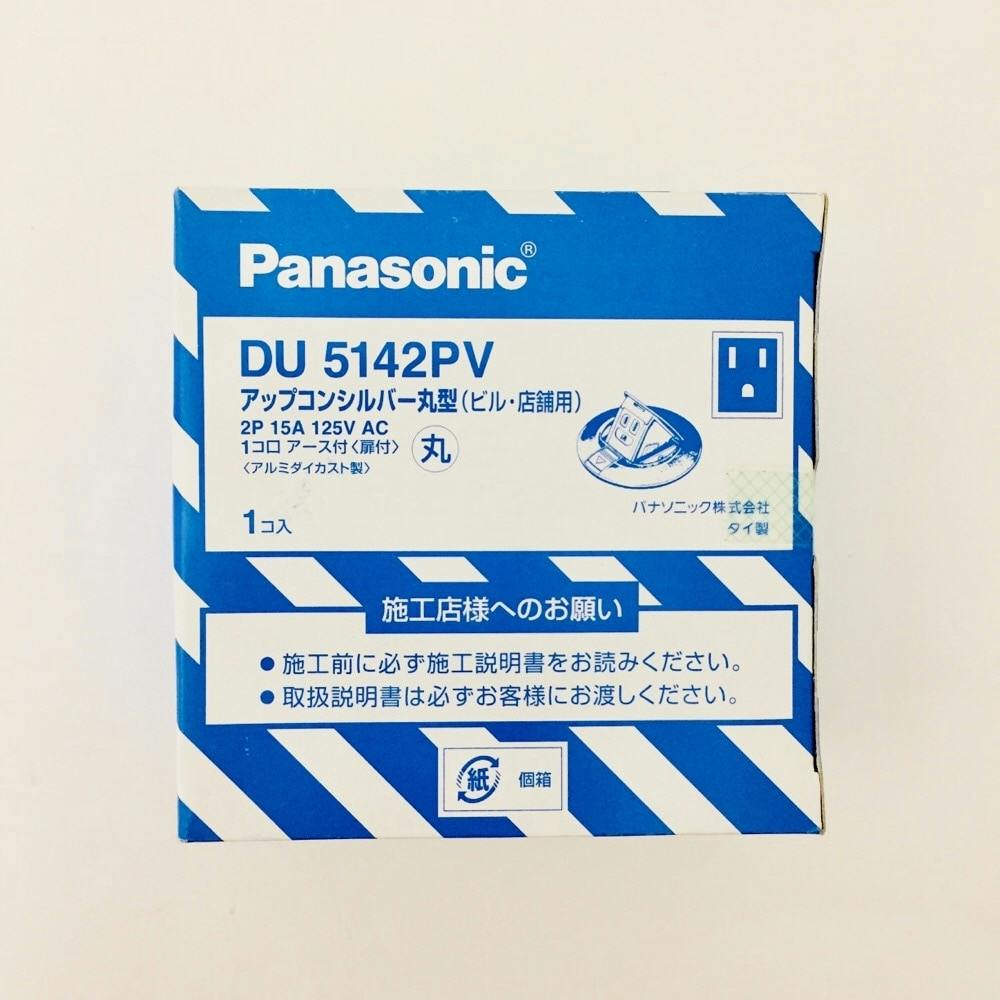 Panasonic®
DU 5142PV
アップコンシルバー丸型(ビル・店舗用)
2P 15A 125V AC
1コ口 アース付〈扉付〉
〈アルミダイカスト製〉
丸
1コ入
パナソニック株式会社
タイ製
施工店様へのお願い
●施工前に必ず施工説明書をお読みください。
●取扱説明書は必ずお客様にお渡しください。
紙 個箱